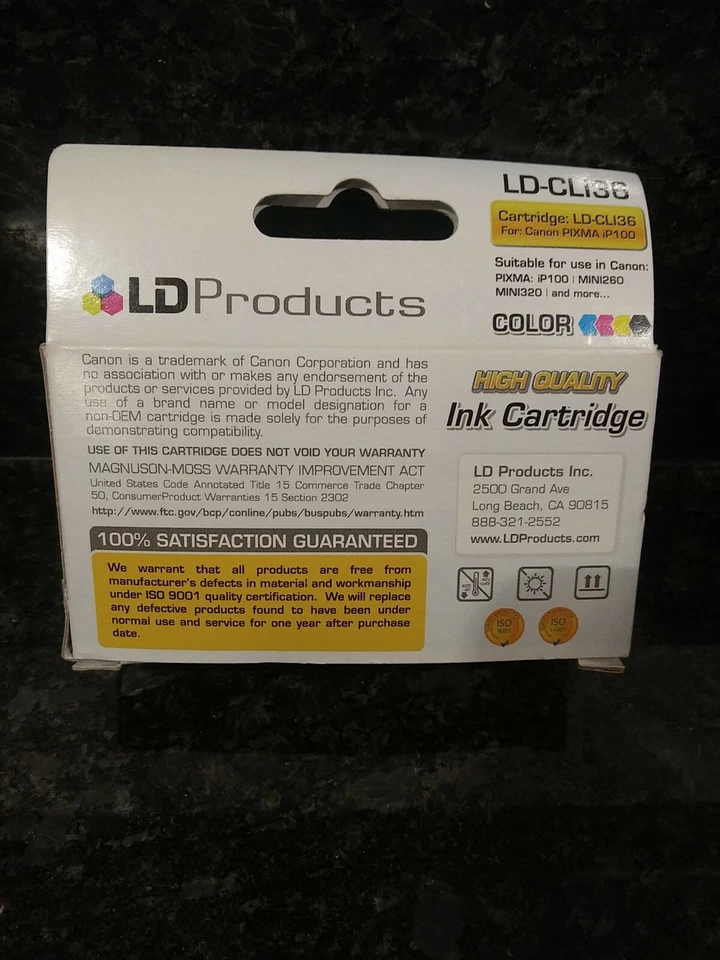 LD-CLI36
Cartridge: LD-CLI36
For: Canon PIXMA iP100
Suitable for use in Canon:
PIXMA: iP100 | MINI260
MINI320 | and more...
COLOR
LD Products
Canon is a trademark of Canon Corporation and has
no association with or makes any endorsement of the
products or services provided by LD Products Inc. Any
use of a brand name or model designation for a
non-OEM cartridge is made solely for the purposes of
demonstrating compatibility.
USE OF THIS CARTRIDGE DOES NOT VOID YOUR WARRANTY
MAGNUSON-MOSS WARRANTY IMPROVEMENT ACT
United States Code Annotated Title 15 Commerce Trade Chapter
50, ConsumerProduct Warranties 15 Section 2302
http://www.ftc.gov/bcp/conline/pubs/buspubs/warranty.htm
100% SATISFACTION GUARANTEED
We warrant that all products are free from
manufacturer's defects in material and workmanship
under ISO 9001 quality certification. We will replace
any defective products found to have been under
normal use and service for one year after purchase
date.
HIGH QUALITY
Ink Cartridge
LD Products Inc.
2500 Grand Ave
Long Beach, CA 90815
888-321-2552
www.LDProducts.com
ISO
9001
ISO
14001